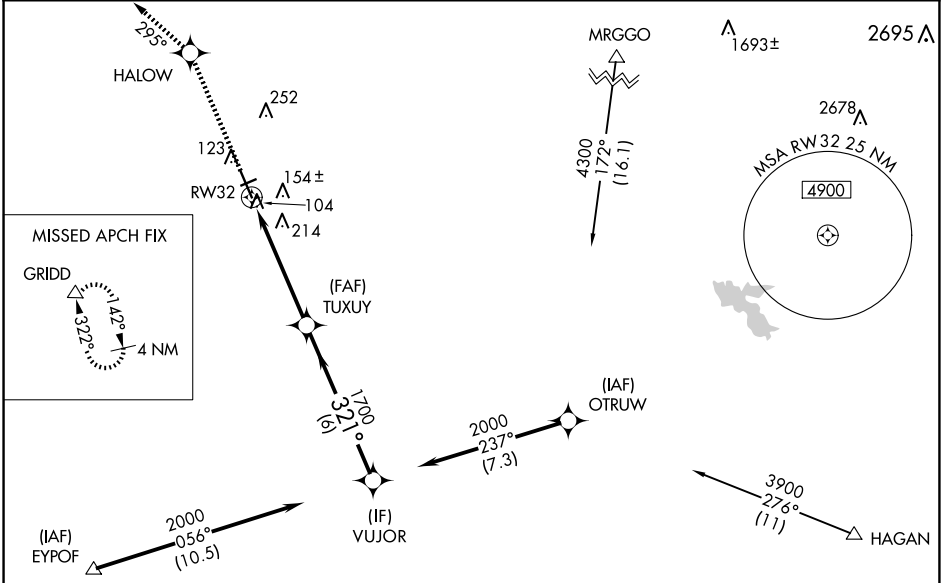 295°
HALOW
252
123
RW32
154±
104
214
MRGGO
4300
172°
(16.1)
1693±
2695
2678
MSA RW32 25 NM
4900
MISSED APCH FIX
GRIDD
142°
322°
4 NM
(FAF)
TUXUY
1700
321°
(6)
(IAF)
OTRUW
2000
237°
(7.3)
(IF)
VUJOR
(IAF)
EYPOF
2000
056°
(10.5)
3900
276°
(11)
HAGAN